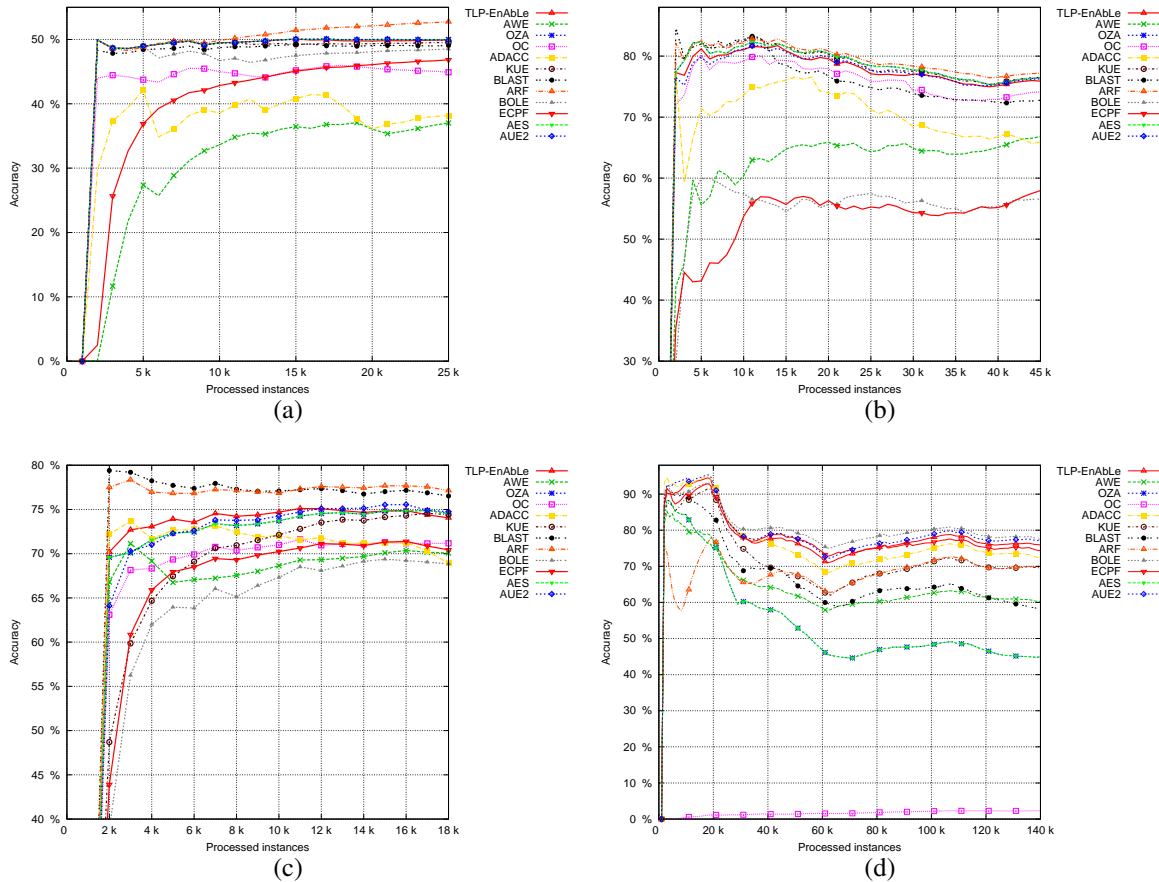 60 %
50 %
40 %
30 %
20 %
10 %
0 %
0
5 k
10 k
15 k
20 k
25 k
Accuracy
Processed instances
TLP-EnAbLe
AWE
OZA
OC
ADACC
KUE
BLAST
ARF
BOLE
ECPF
AES
AUE2
(a)
80 %
70 %
60 %
50 %
40 %
30 %
0
5 k
10 k
15 k
20 k
25 k
30 k
35 k
40 k
45 k
Accuracy
Processed instances
TLP-EnAbLe
AWE
OZA
OC
ADACC
KUE
BLAST
ARF
BOLE
ECPF
AES
AUE2
(b)
80 %
75 %
70 %
65 %
60 %
55 %
50 %
45 %
40 %
0
2 k
4 k
6 k
8 k
10 k
12 k
14 k
16 k
18 k
Accuracy
Processed instances
TLP-EnAbLe
AWE
OZA
OC
ADACC
KUE
BLAST
ARF
BOLE
ECPF
AES
AUE2
(c)
90 %
80 %
70 %
60 %
50 %
40 %
30 %
20 %
10 %
0 %
0
20 k
40 k
60 k
80 k
100 k
120 k
140 k
Accuracy
Processed instances
TLP-EnAbLe
AWE
OZA
OC
ADACC
KUE
BLAST
ARF
BOLE
ECPF
AES
AUE2
(d)